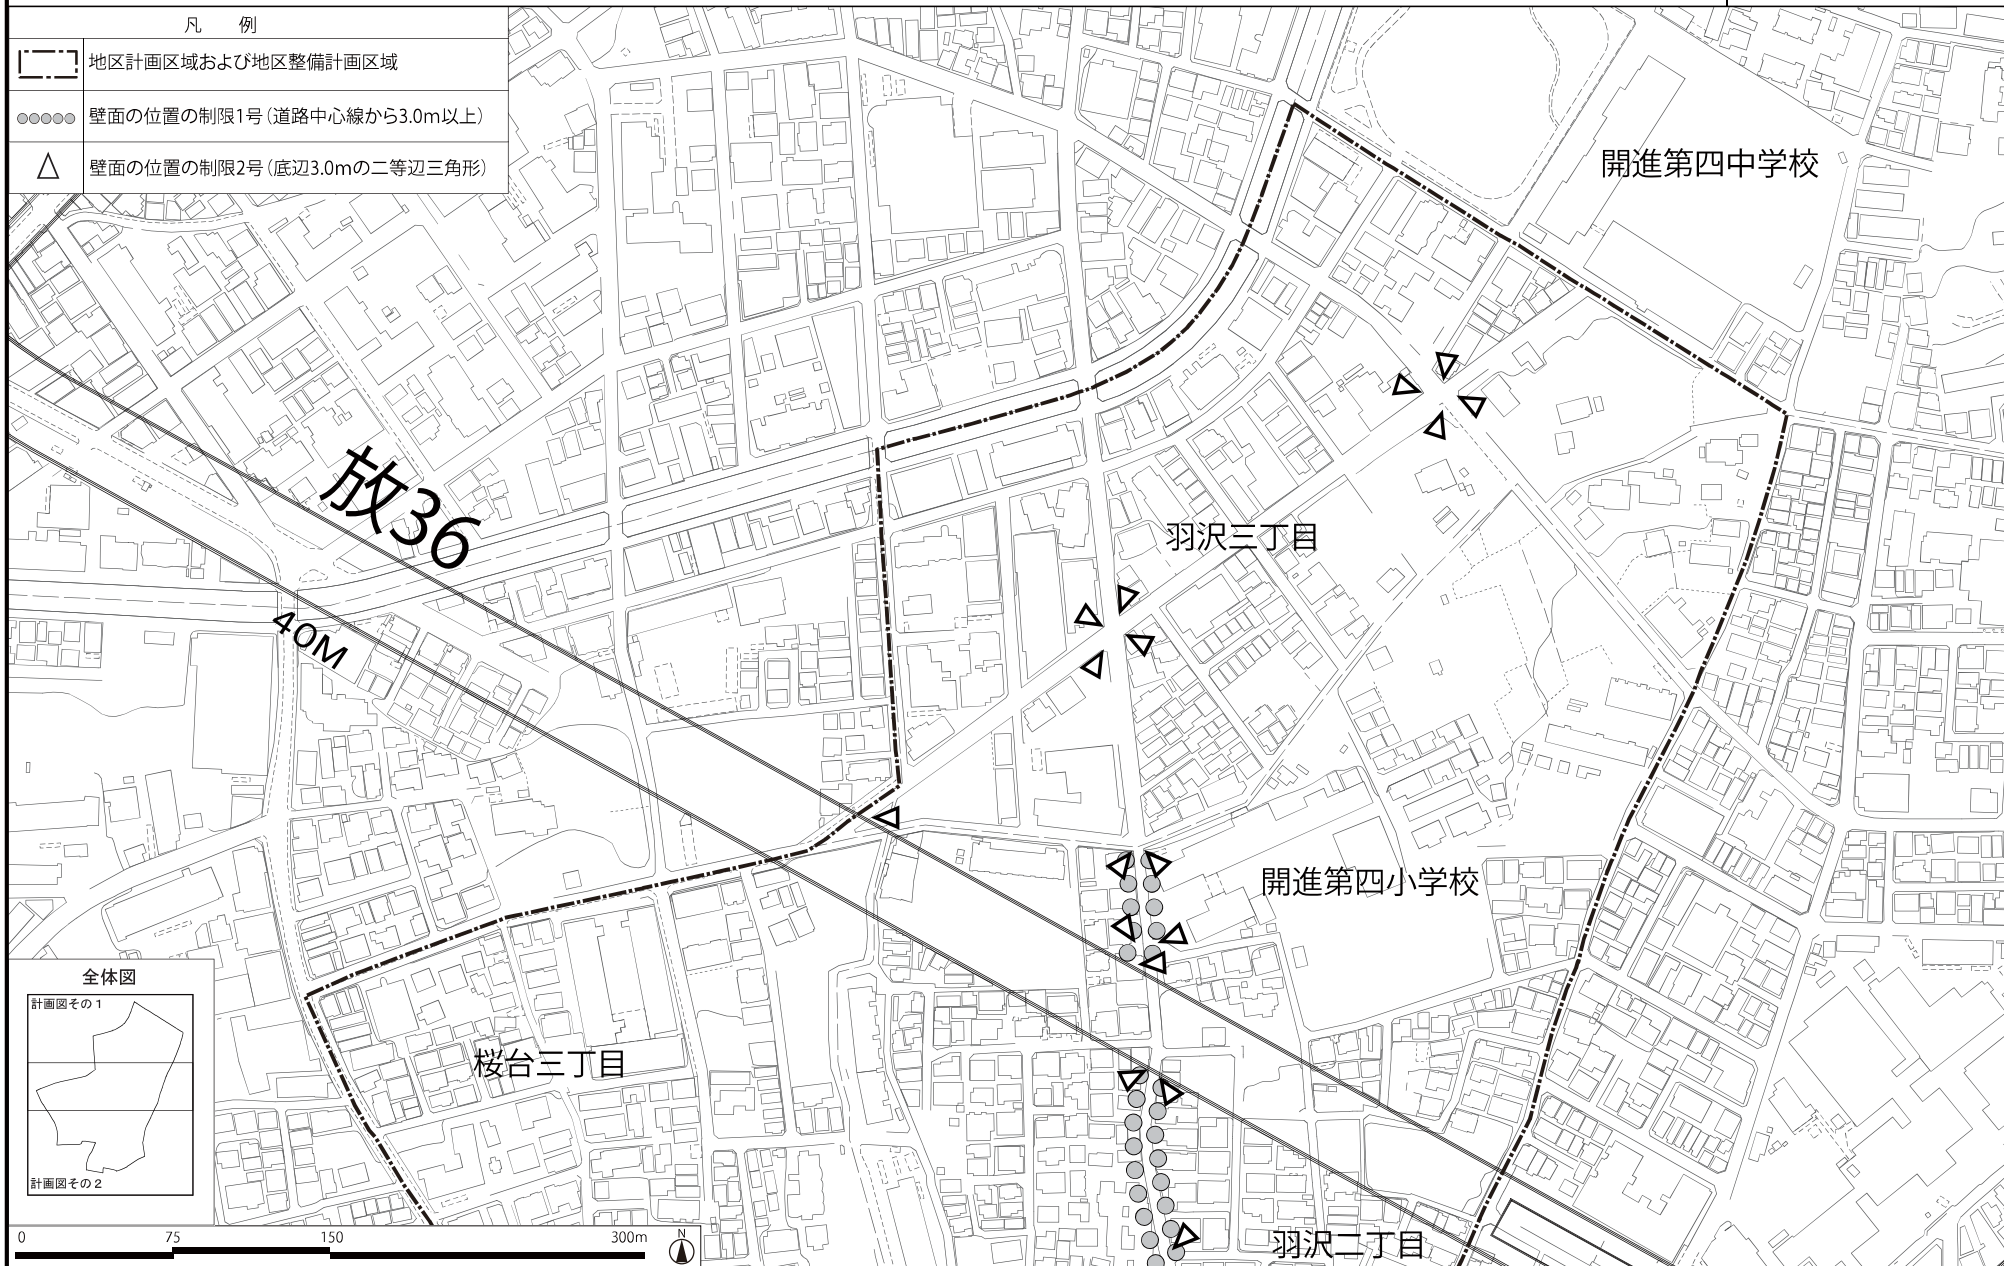 凡 例
地区計画区域および地区整備計画区域
壁面の位置の制限1号（道路中心線から3.0m以上）
壁面の位置の制限2号（底辺3.0mの二等辺三角形）
開進第四中学校
放36
羽沢三丁目
40M
開進第四小学校
全体図
計画図その1
計画図その2
桜台三丁目
羽沢二丁目
0 75 150 300m
N